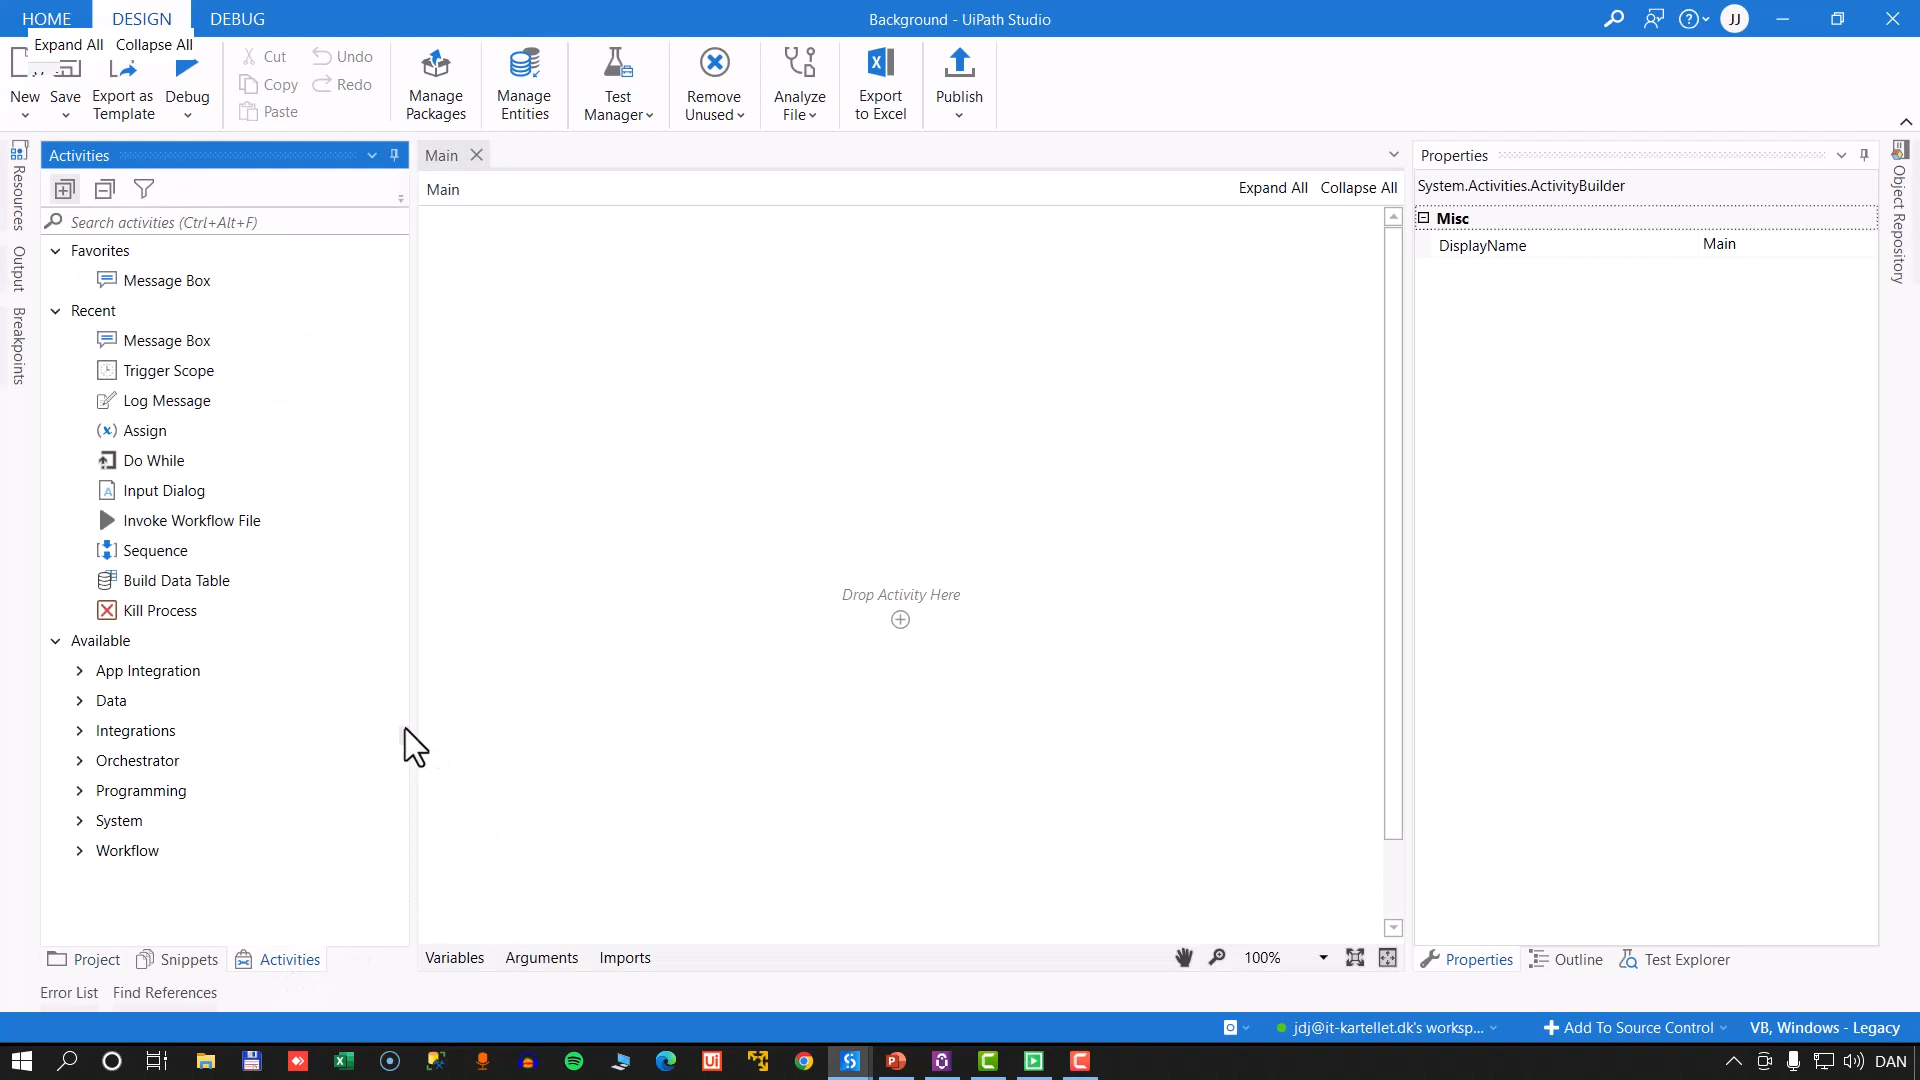 HOME
DESIGN
DEBUG
Background - UiPath Studio
JJ
Expand All
Collapse All
New
Save
Export as
Template
Debug
Cut
Copy
Paste
Undo
Redo
Manage
Packages
Manage
Entities
Test
Manager
Remove
Unused
Analyze
File
Export
to Excel
Publish
Resources
Output
Breakpoints
Activities
Search activities (Ctrl+Alt+F)
Favorites
Message Box
Recent
Message Box
Trigger Scope
Log Message
Assign
Do While
Input Dialog
Invoke Workflow File
Sequence
Build Data Table
Kill Process
Available
App Integration
Data
Integrations
Orchestrator
Programming
System
Workflow
Project
Snippets
Activities
Main
Main
Expand All
Collapse All
Drop Activity Here
Variables
Arguments
Imports
100%
Properties
System.Activities.ActivityBuilder
Misc
DisplayName
Main
Object Repository
Properties
Outline
Test Explorer
Error List
Find References
jdj@it-kartellet.dk's worksp...
Add To Source Control
VB, Windows - Legacy
Ui
DAN